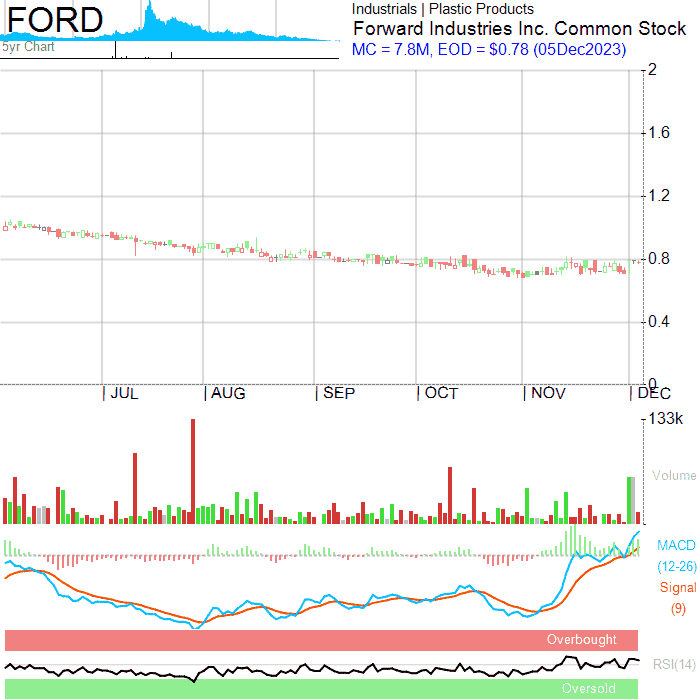 FORD
5yr Chart
Industrials | Plastic Products
Forward Industries Inc. Common Stock
MC = 7.8M, EOD = $0.78 (05Dec2023)
2
1.6
1.2
0.8
0.4
0
JUL
AUG
SEP
OCT
NOV
DEC
133k
Volume
MACD
(12-26)
Signal
(9)
Overbought
RSI(14)
Oversold